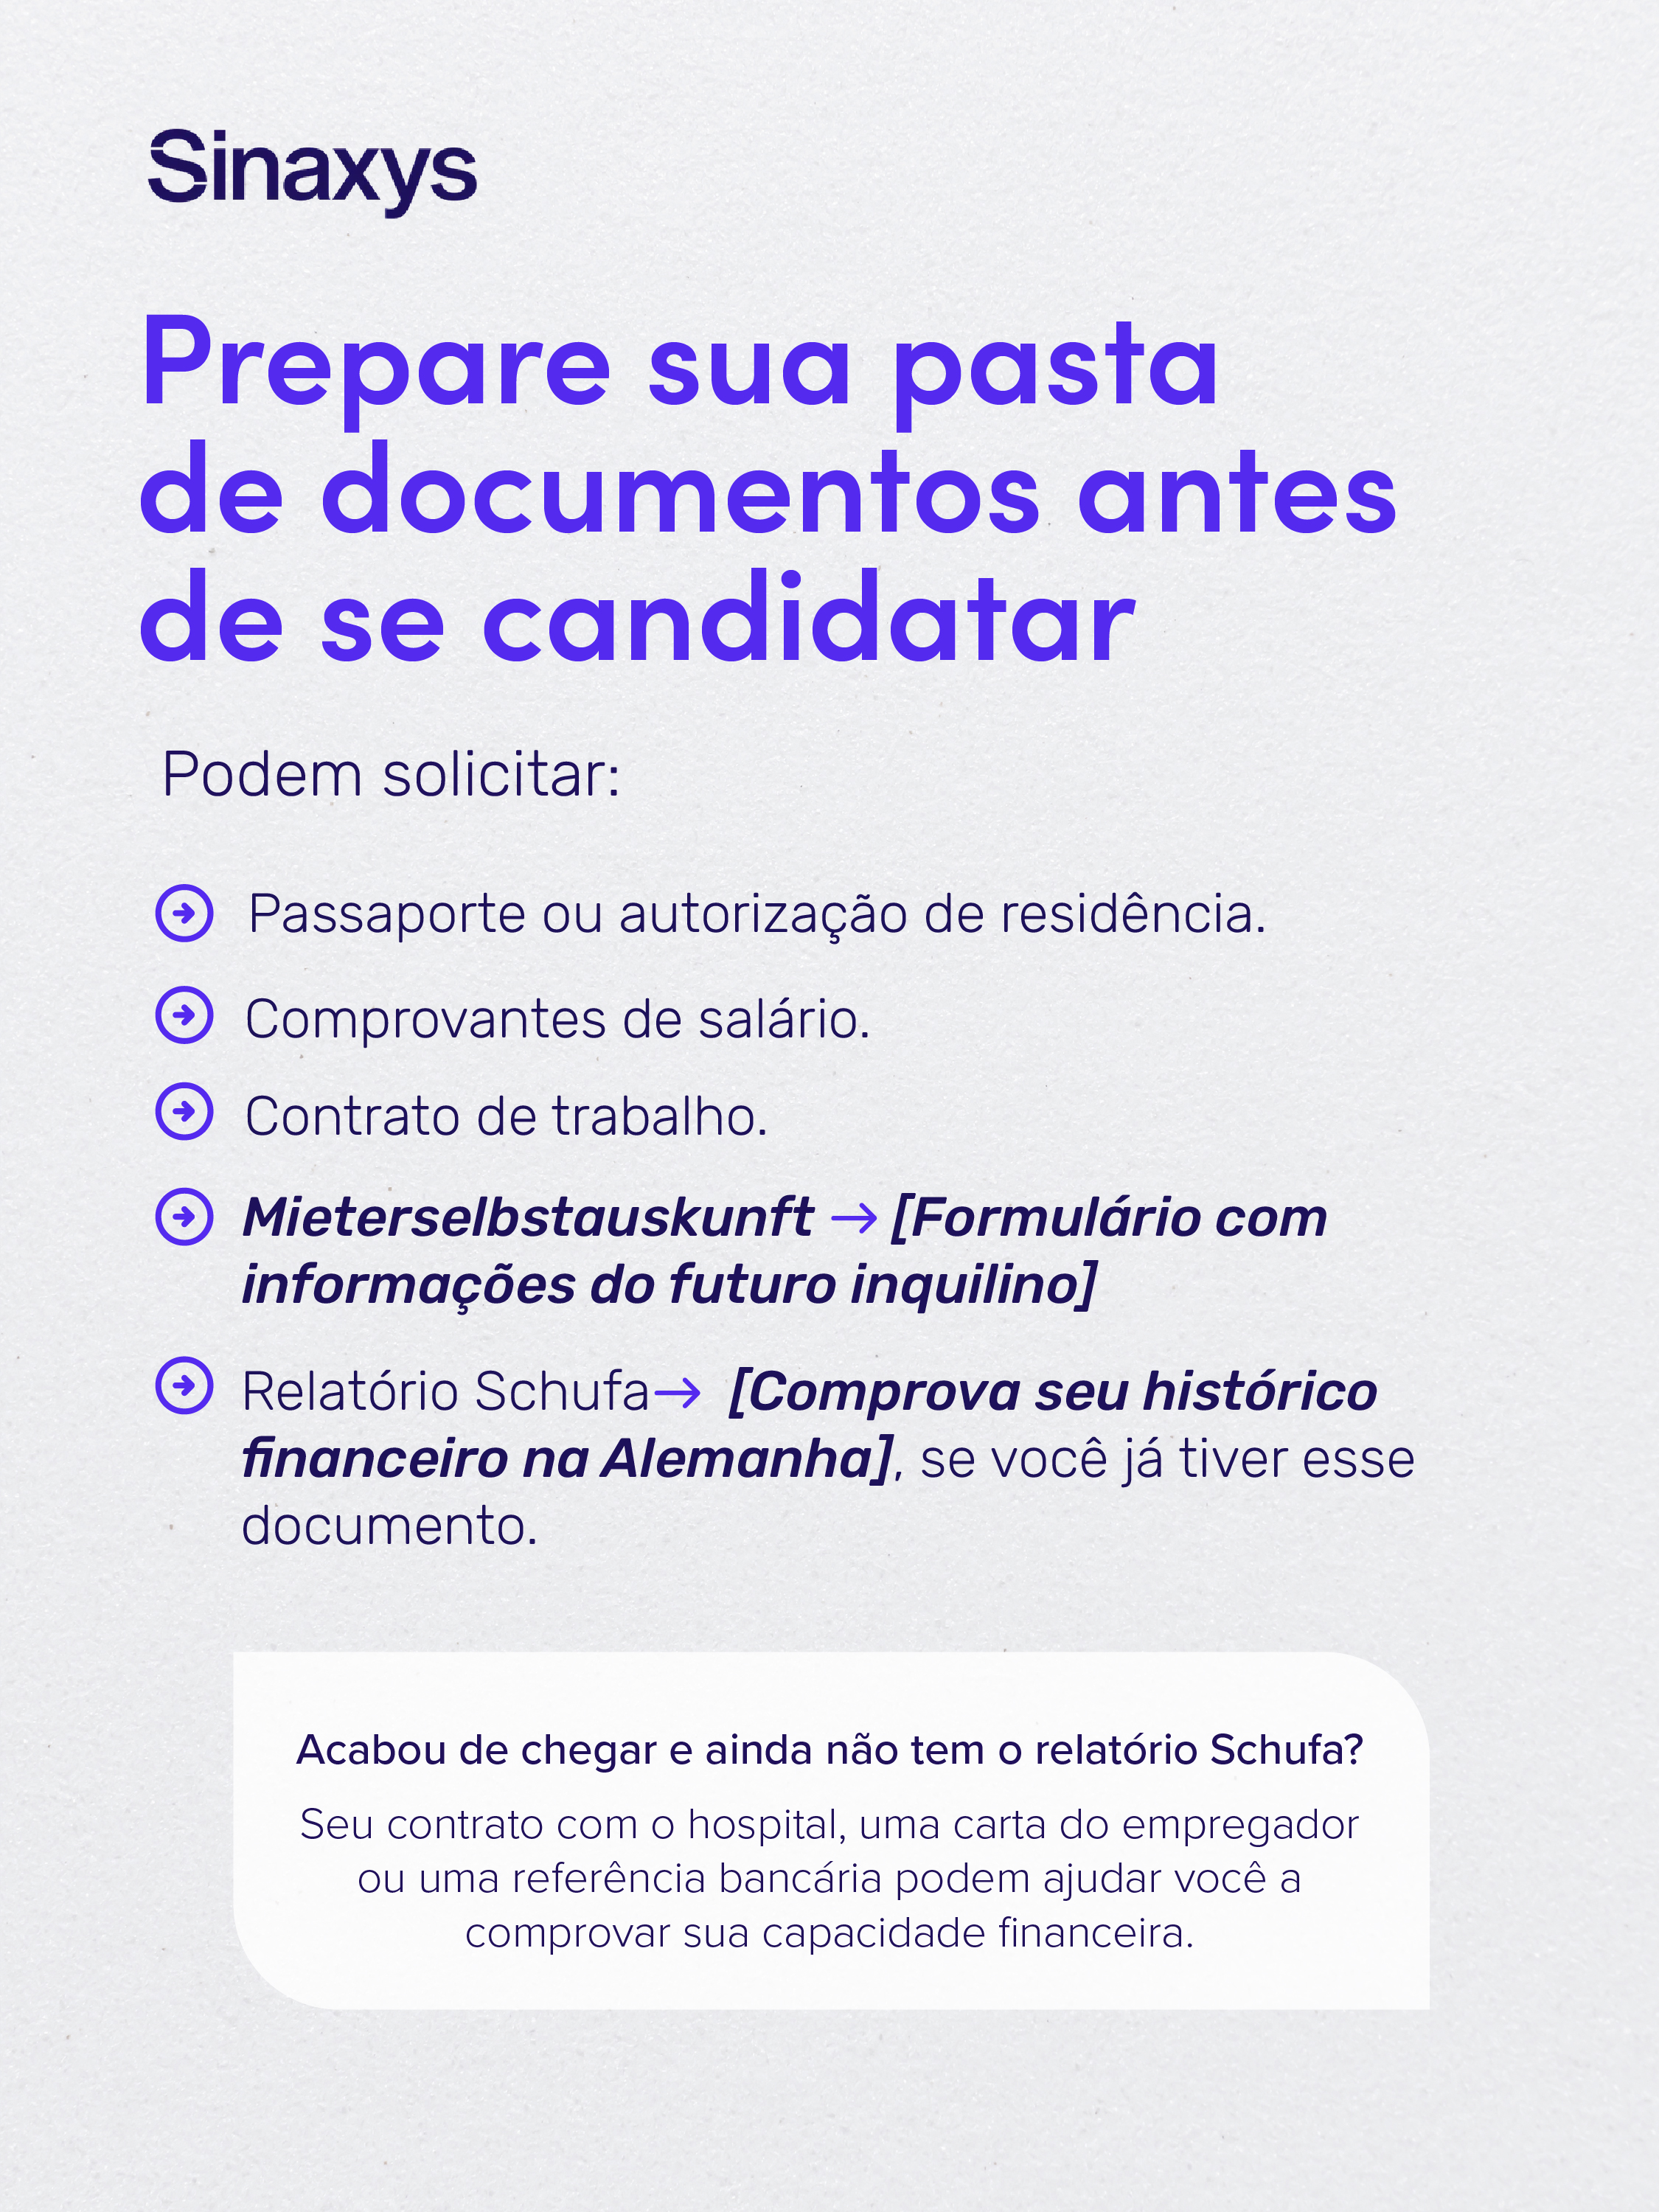 Sinaxys
Prepare sua pasta
de documentos antes
de se candidatar
Podem solicitar:
Passaporte ou autorização de residência.
Comprovantes de salário.
Contrato de trabalho.
Mieterselbstauskunft → [Formulário com
informações do futuro inquilino]
Relatório Schufa→ [Comprova seu histórico
financeiro na Alemanha], se você já tiver esse
documento.
Acabou de chegar e ainda não tem o relatório Schufa?
Seu contrato com o hospital, uma carta do empregador
ou uma referência bancária podem ajudar você a
comprovar sua capacidade financeira.